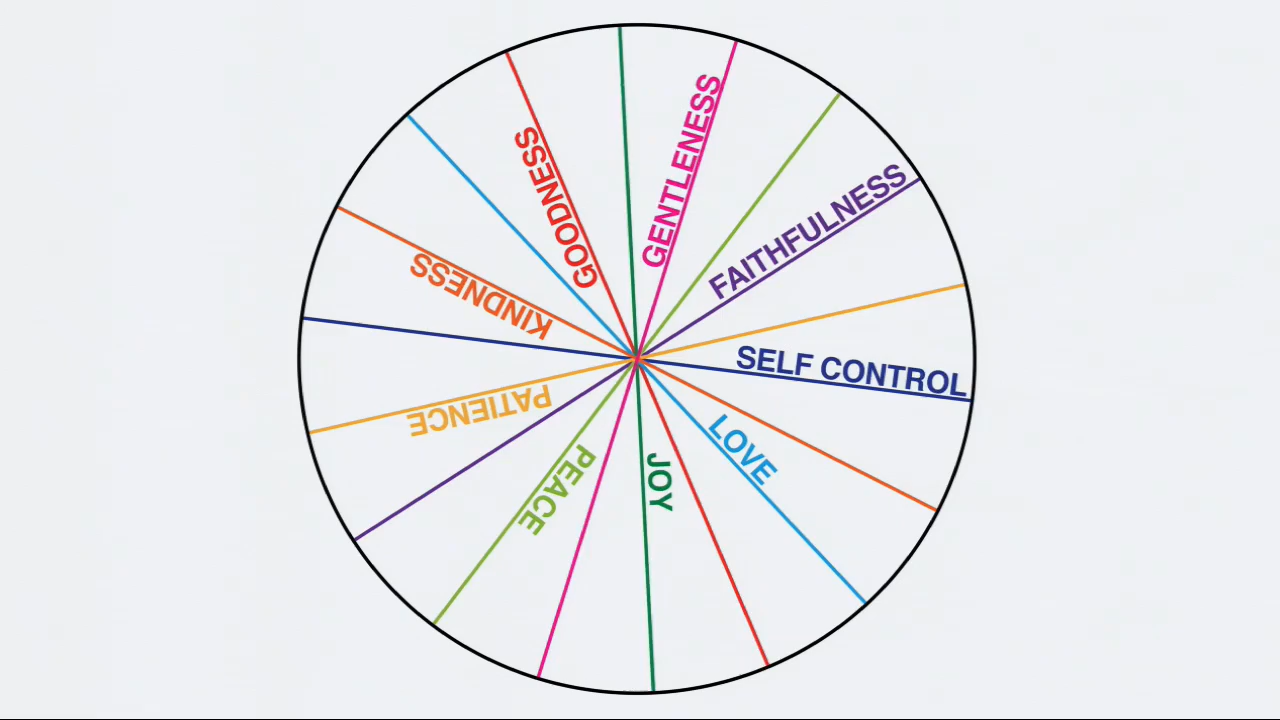 LOVE
JOY
PEACE
PATIENCE
KINDNESS
GOODNESS
GENTLENESS
FAITHFULNESS
SELF CONTROL